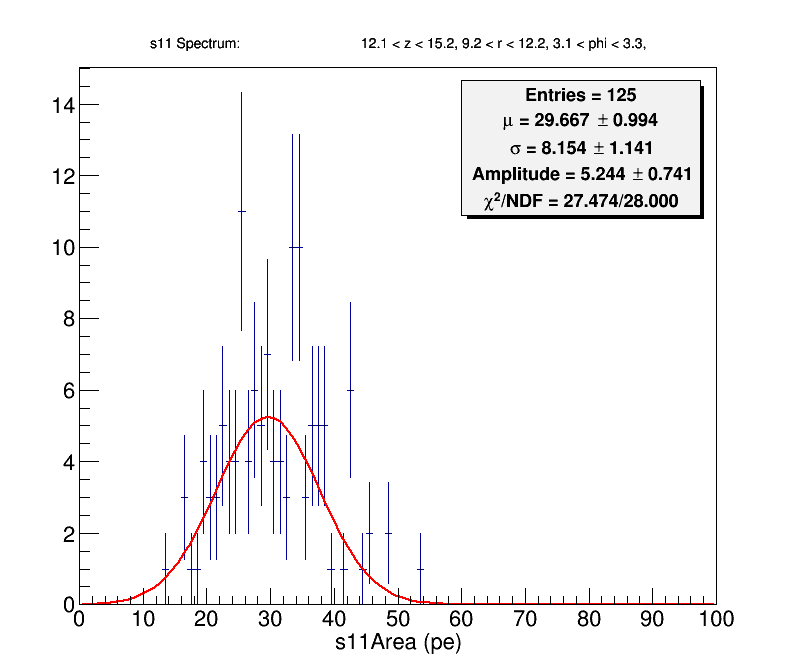 s11 Spectrum: 12.1 < z < 15.2, 9.2 < r < 12.2, 3.1 < phi < 3.3,
Entries = 125
μ = 29.667 ± 0.994
σ = 8.154 ± 1.141
Amplitude = 5.244 ± 0.741
χ²/NDF = 27.474/28.000
14
12
10
8
6
4
2
0
0 10 20 30 40 50 60 70 80 90 100
s11Area (pe)